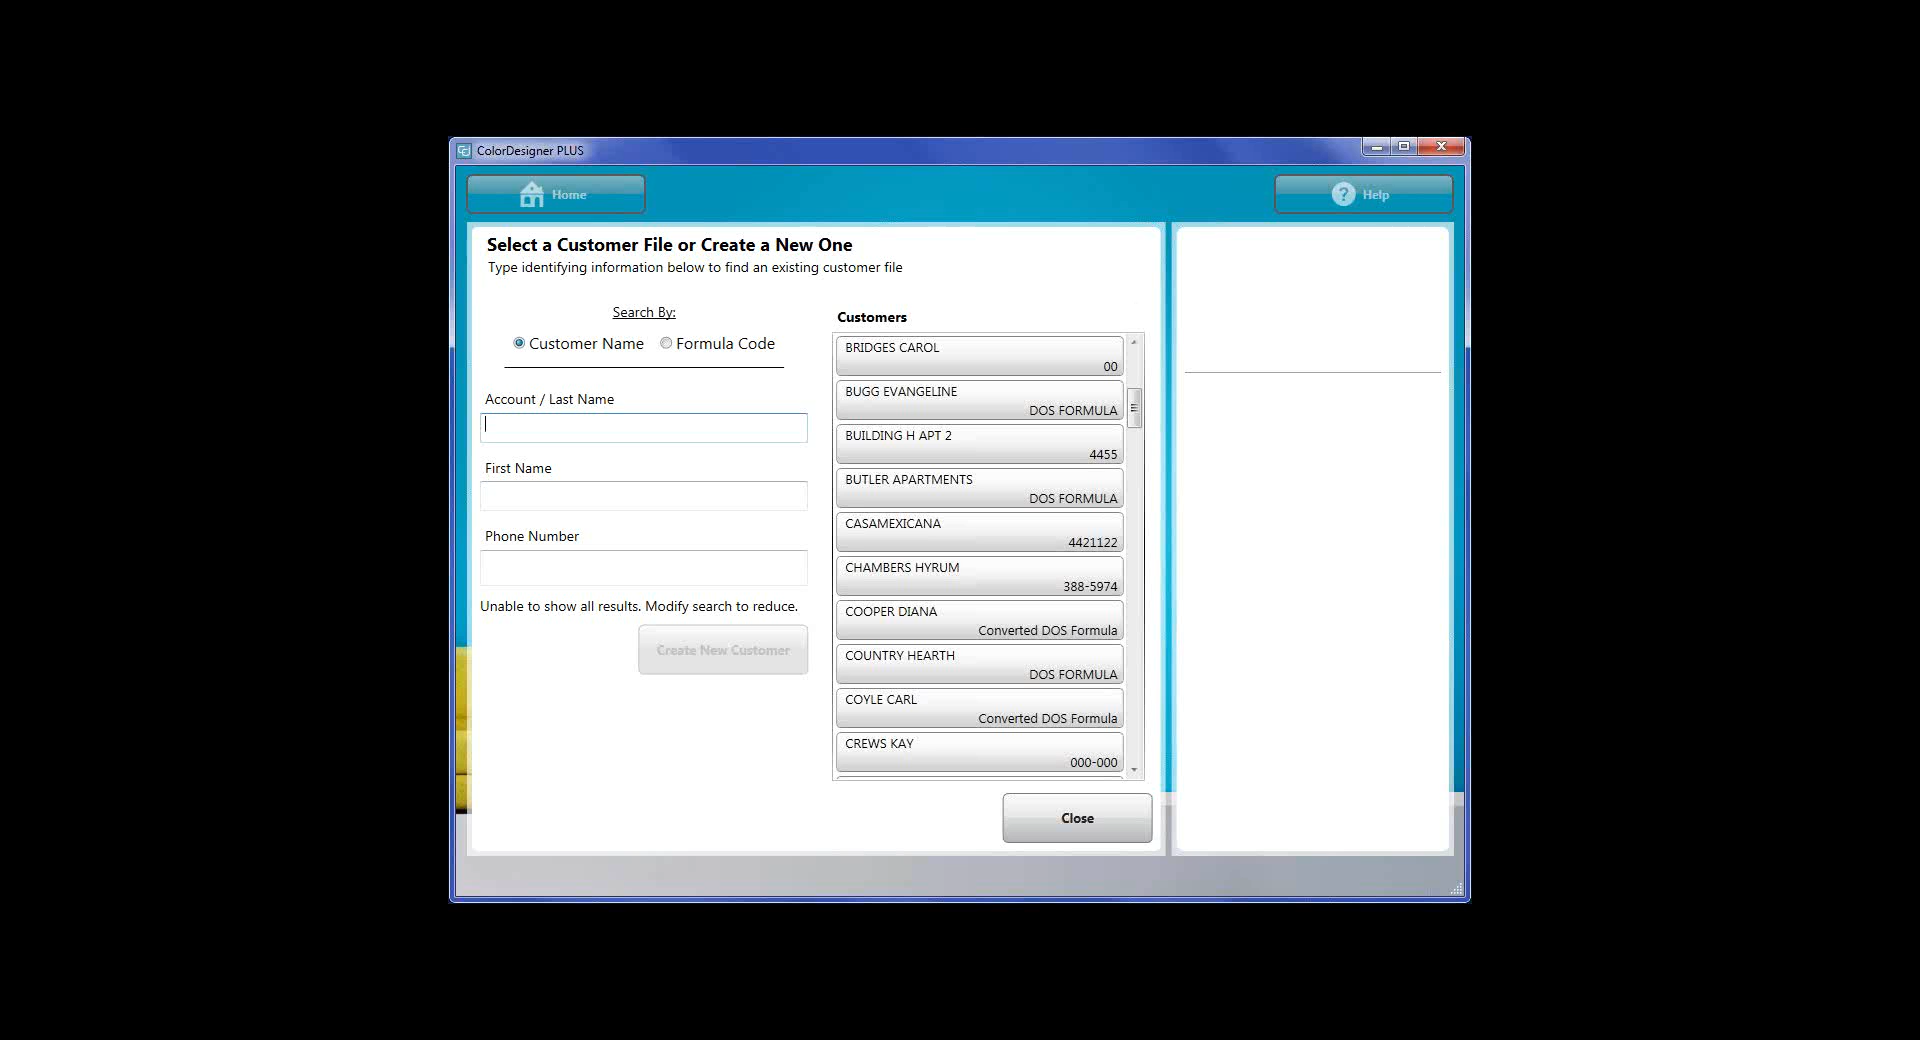 ColorDesigner PLUS
Home
Help
Select a Customer File or Create a New One
Type identifying information below to find an existing customer file
Search By:
Customer Name
Formula Code
Account / Last Name
First Name
Phone Number
Unable to show all results. Modify search to reduce.
Create New Customer
Customers
BRIDGES CAROL
00
BUGG EVANGELINE
DOS FORMULA
BUILDING H APT 2
4455
BUTLER APARTMENTS
DOS FORMULA
CASAMEXICANA
4421122
CHAMBERS HYRUM
388-5974
COOPER DIANA
Converted DOS Formula
COUNTRY HEARTH
DOS FORMULA
COYLE CARL
Converted DOS Formula
CREWS KAY
000-000
Close